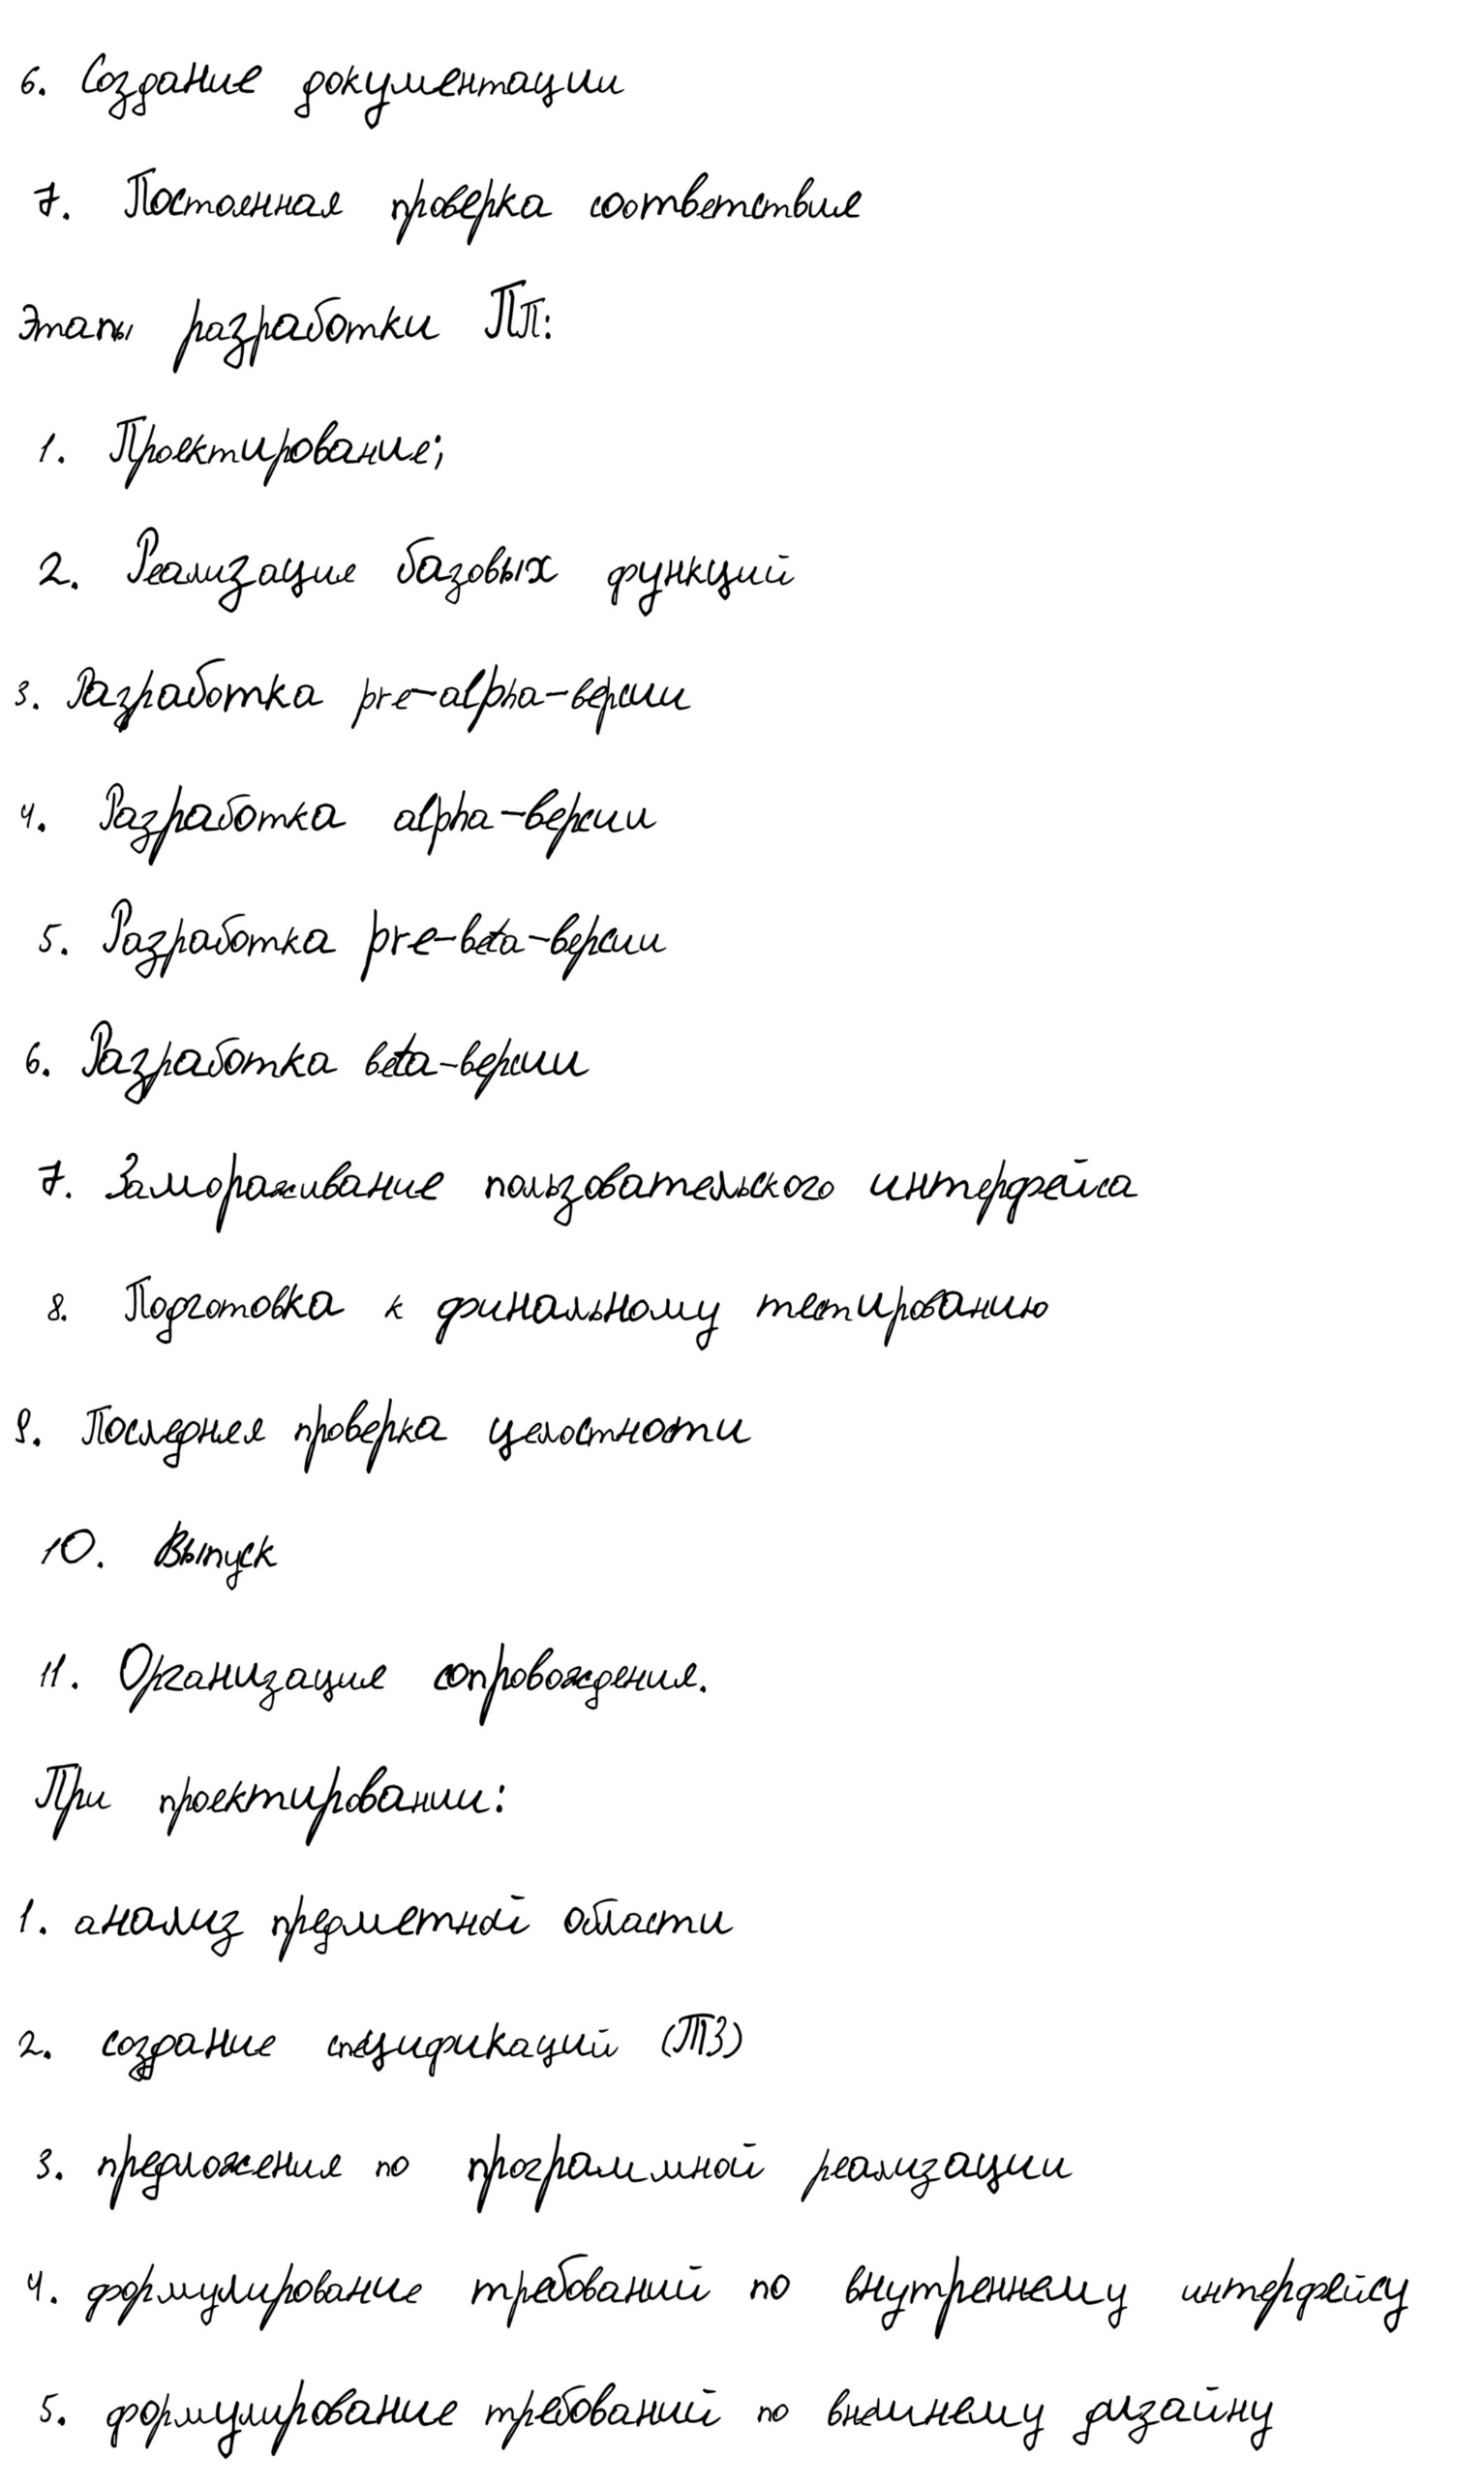 6. Создание документации
7. Постоянная проверка соответствия
Этапы разработки ПП:
1. Проектирование;
2. Реализация базовых функций
3. Разработка pre-alpha-версии
4. Разработка alpha-версии
5. Разработка pre-beta-версии
6. Разработка beta-версии
7. Замораживание пользовательского интерфейса
8. Подготовка к финальному тестированию
9. Последняя проверка целостности
10. Выпуск
11. Организация сопровождения.
При проектировании:
1. анализ предметной области
2. создание спецификаций (ТЗ)
3. предложения по программной реализации
4. формулирование требований по внутреннему интерфейсу
5. формулирование требований по внешнему дизайну